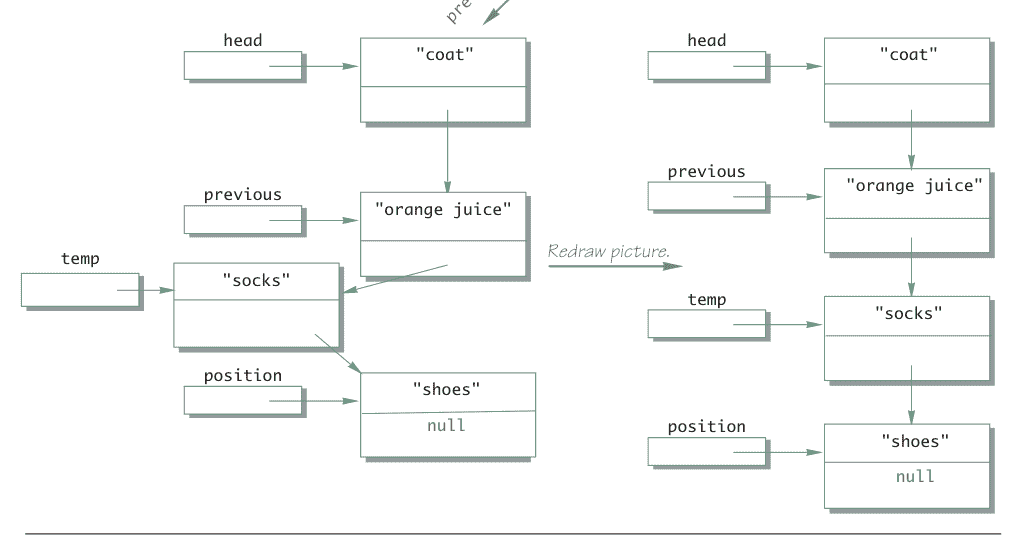 pre
head
"coat"
previous
"orange juice"
temp
"socks"
position
"shoes"
null
Redraw picture.
head
"coat"
previous
"orange juice"
temp
"socks"
position
"shoes"
null